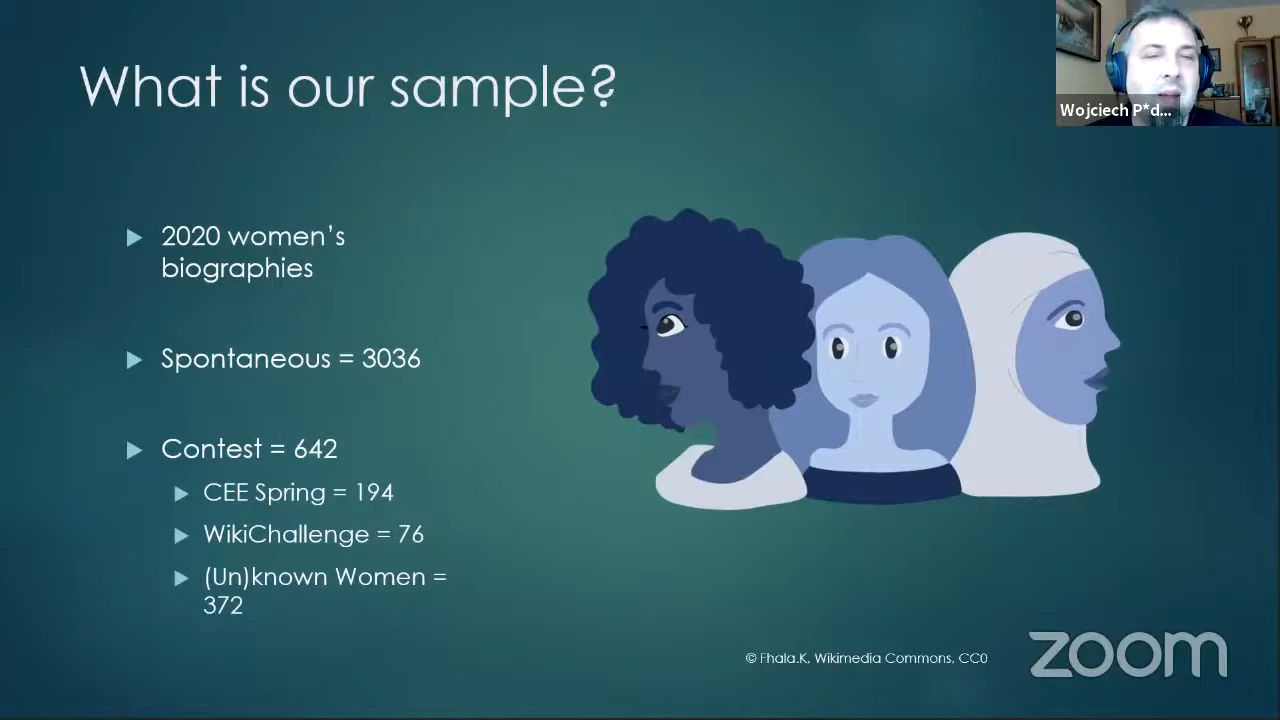 What is our sample?
Wojciech P*d...
2020 women's
biographies
Spontaneous = 3036
Contest = 642
CEE Spring = 194
WikiChallenge = 76
(Un)known Women =
372
© Fhala.K, Wikimedia Commons, CC0
zoom